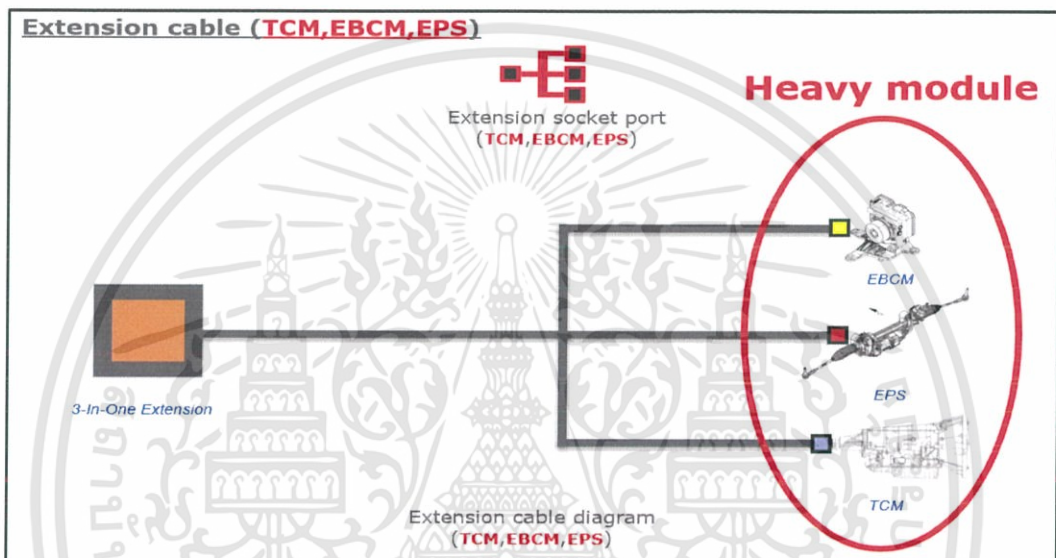 Extension cable (TCM,EBCM,EPS)
Extension socket port
(TCM,EBCM,EPS)
Heavy module
EBCM
3-In-One Extension
EPS
TCM
Extension cable diagram
(TCM,EBCM,EPS)